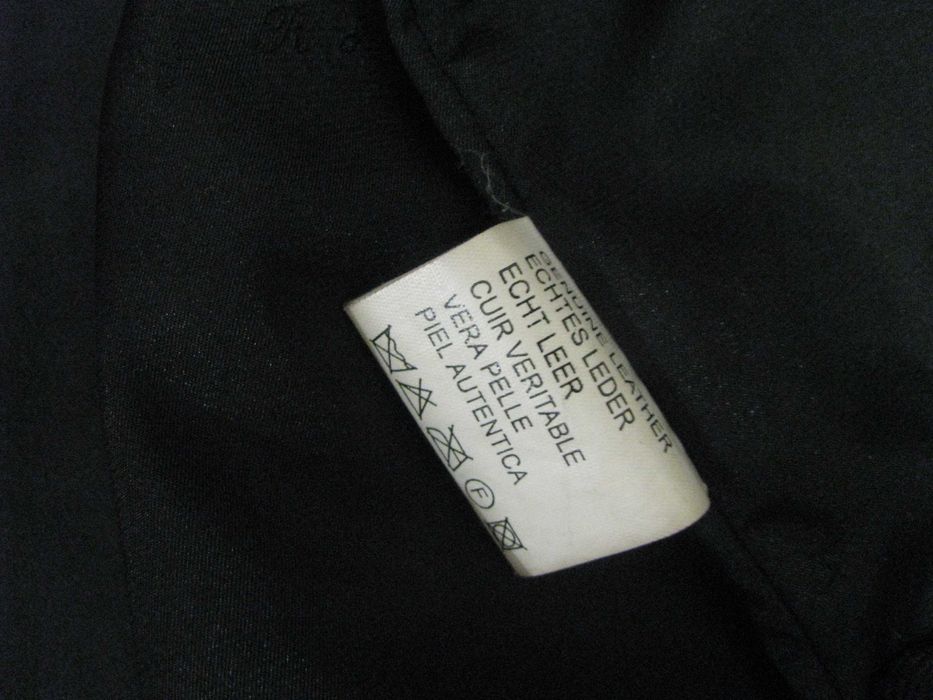 GENUINE LEATHER
ECHTES LEDER
ECHT LEER
CUIR VERITABLE
VERA PELLE
PIEL AUTENTICA
F